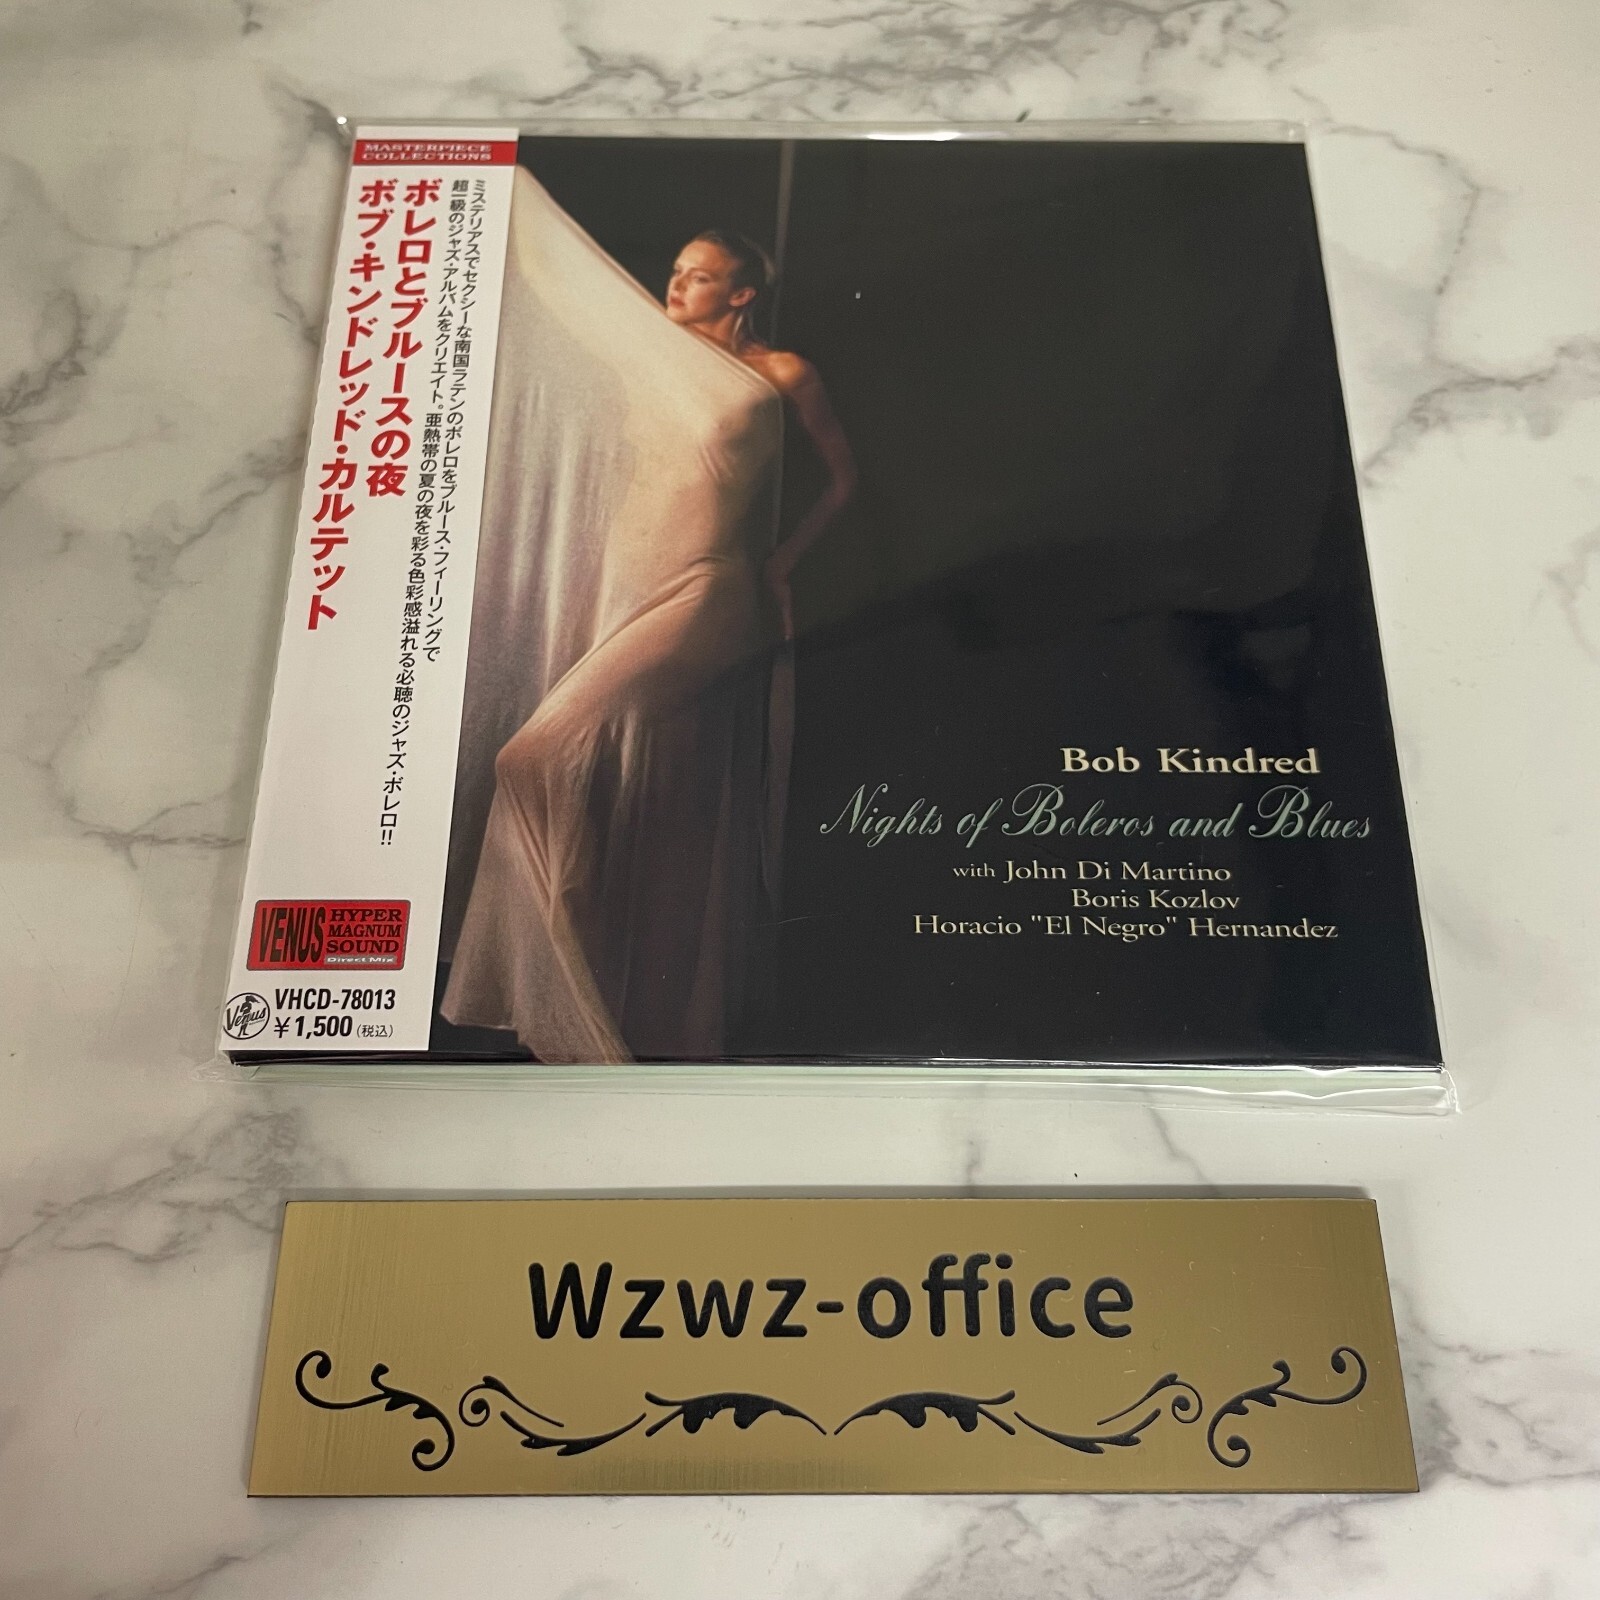 MASTERPIECE
COLLECTIONS
ミステリアスでセクシーな南国ラテンのボレロをブルース・フィーリングで
超一級のジャズ・アルバムをクリエイト。亜熱帯の夏の夜を彩る色彩感溢れる必聴のジャズ・ボレロ!!
ボレロとブルースの夜
ボブ・キンドレッド・カルテット
VENUS HYPER
MAGNUM
SOUND
Direct Mix
Venus
VHCD-78013
¥1,500(税込)
Bob Kindred
Nights of Boleros and Blues
with John Di Martino
Boris Kozlov
Horacio "El Negro" Hernandez
Wzwz-office